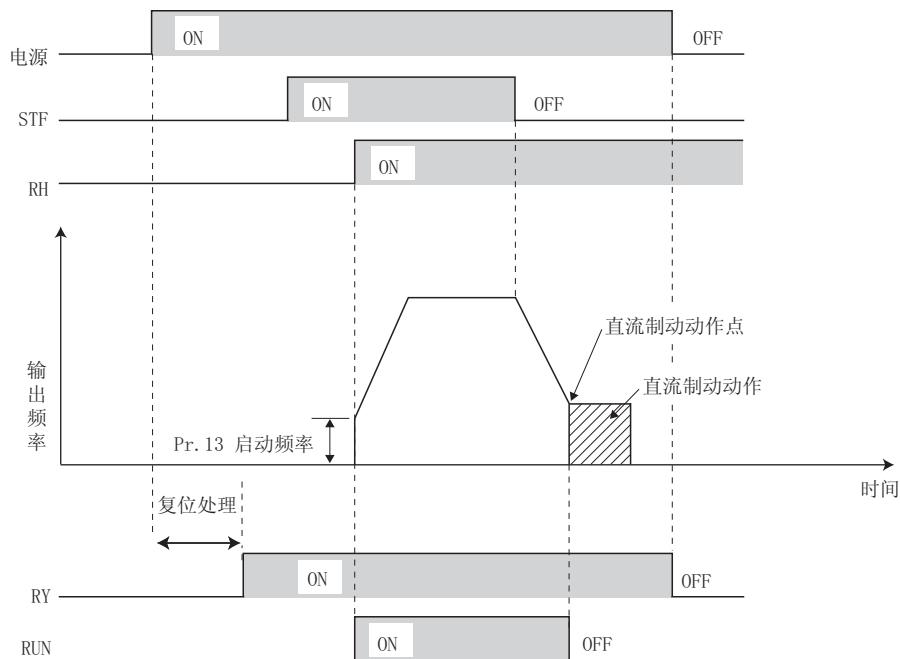 电源
ON
OFF
STF
ON
OFF
RH
ON
输出频率
直流制动动作点
直流制动动作
Pr.13 启动频率
时间
复位处理
RY
ON
OFF
RUN
ON
OFF